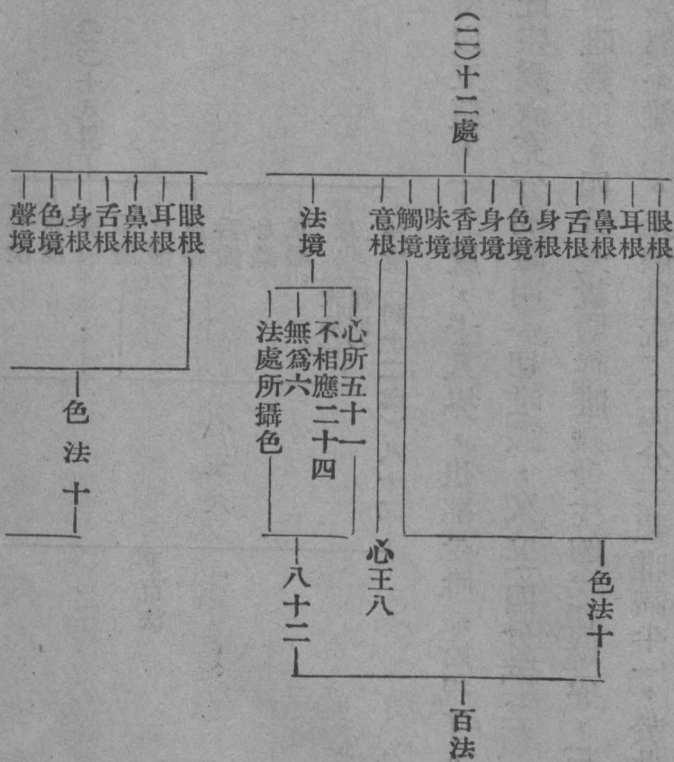 (二)十二處
眼根
耳根
鼻根
舌根
身根
色境
身境
香境
味境
觸境
意根
法境
心所五十一
不相應二十四
無爲六
法處所攝色
色法十
心王八
八十二
百法
眼根
耳根
鼻根
舌根
身根
色境
聲境
色法十